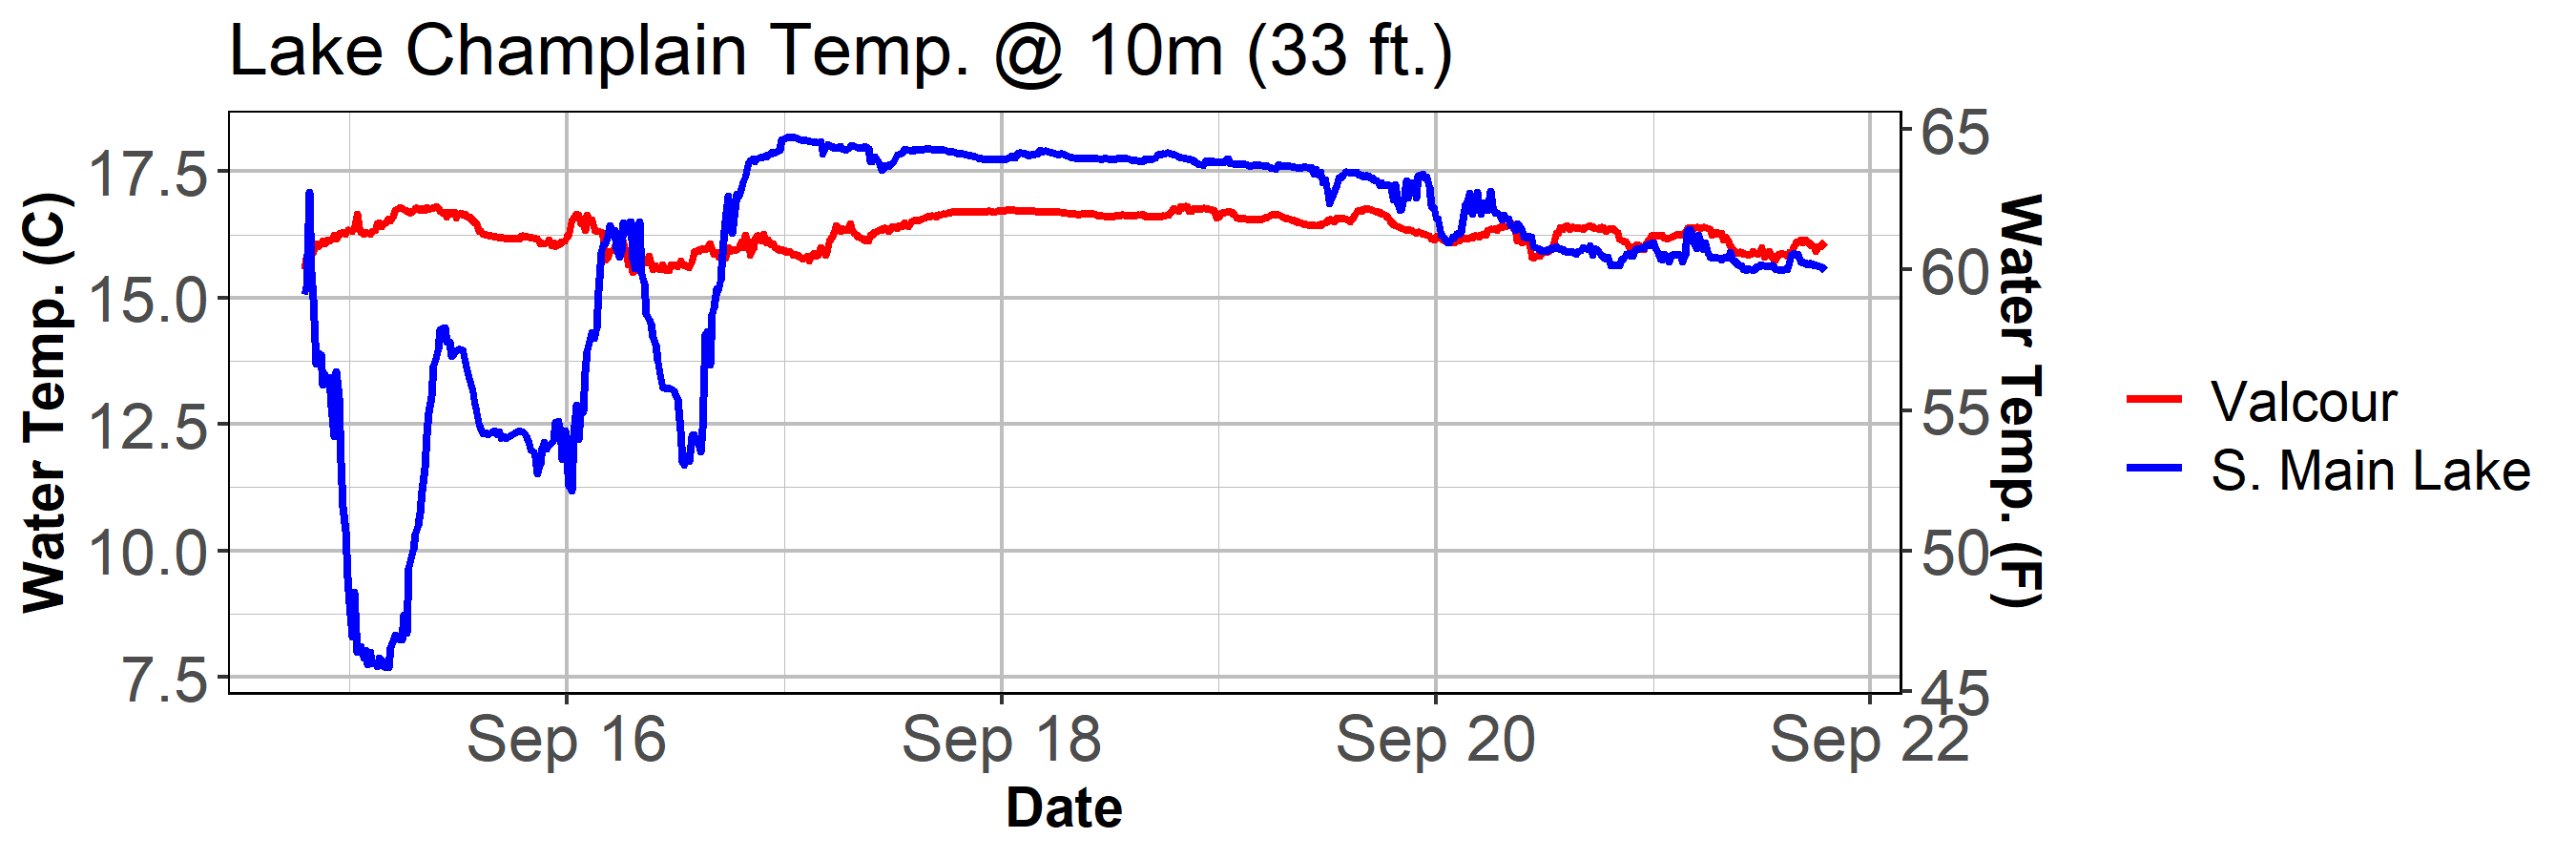 Lake Champlain Temp. @ 10m (33 ft.)
Water Temp. (C)
17.5
15.0
12.5
10.0
7.5
65
60
55
50
45
Water Temp. (F)
Sep 16
Sep 18
Sep 20
Sep 22
Date
Valcour
S. Main Lake